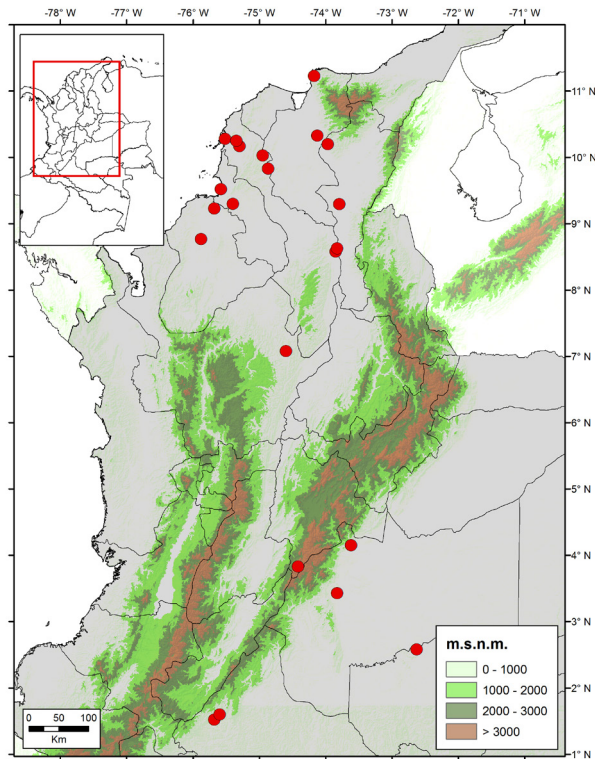 -78° W -77° W -76° W -75° W -74° W -73° W -72° W -71° W
11° N
10° N
9° N
8° N
7° N
6° N
5° N
4° N
3° N
2° N
1° N
m.s.n.m.
0 - 1000
1000 - 2000
2000 - 3000
> 3000
0 50 100
Km